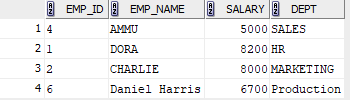 EMP_ID EMP_NAME SALARY DEPT
1 4 AMMU 5000 SALES
2 1 DORA 8200 HR
3 2 CHARLIE 8000 MARKETING
4 6 Daniel Harris 6700 Production